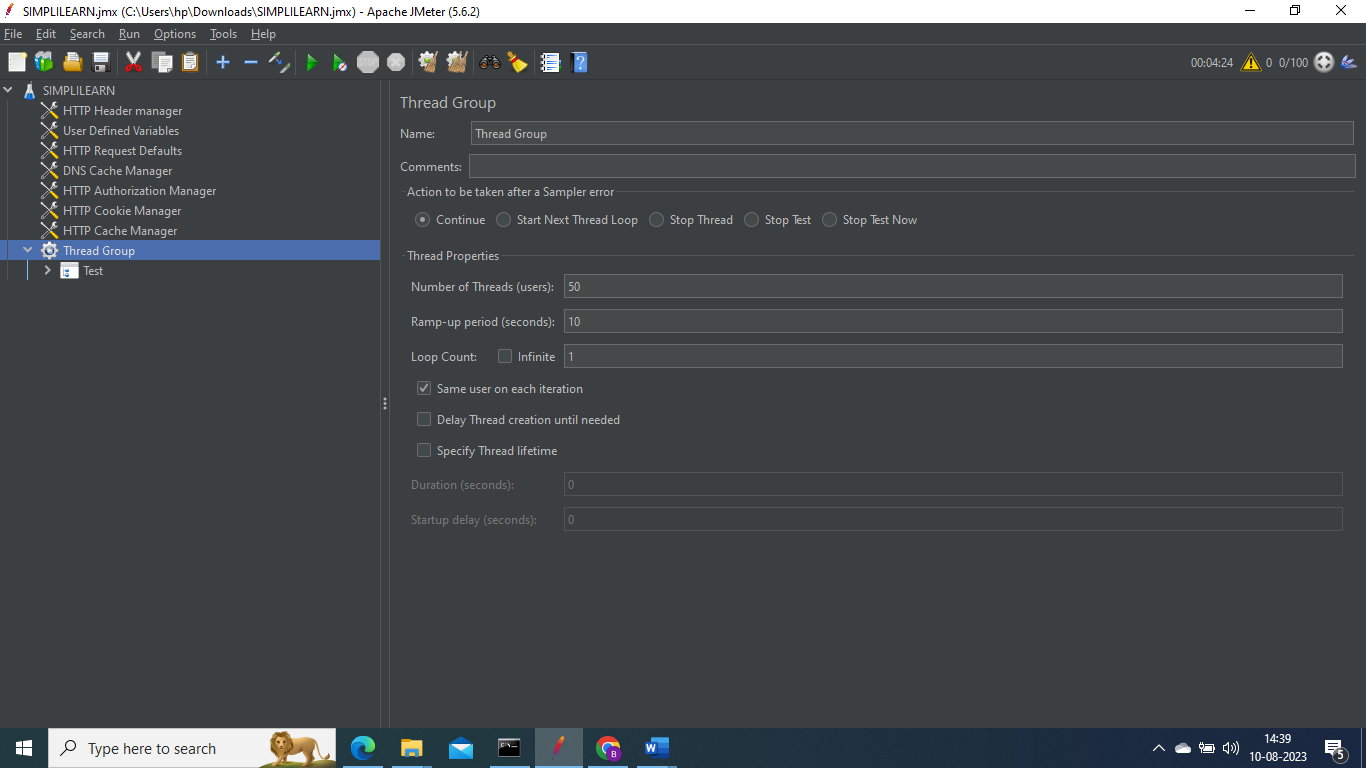 SIMPLILEARN.jmx (C:\Users\hp\Downloads\SIMPLILEARN.jmx) - Apache JMeter (5.6.2)
File Edit Search Run Options Tools Help
STOP 00:04:24 0 0/100
SIMPLILEARN
HTTP Header manager
User Defined Variables
HTTP Request Defaults
DNS Cache Manager
HTTP Authorization Manager
HTTP Cookie Manager
HTTP Cache Manager
Thread Group
Test
Thread Group
Name: Thread Group
Comments:
Action to be taken after a Sampler error
Continue Start Next Thread Loop Stop Thread Stop Test Stop Test Now
Thread Properties
Number of Threads (users): 50
Ramp-up period (seconds): 10
Loop Count: Infinite 1
Same user on each iteration
Delay Thread creation until needed
Specify Thread lifetime
Duration (seconds): 0
Startup delay (seconds): 0
Type here to search
14:39
10-08-2023
5